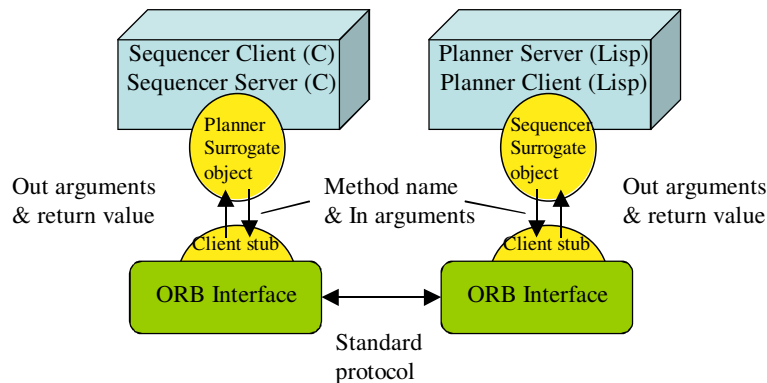 Sequencer Client (C)
Sequencer Server (C)
Planner Server (Lisp)
Planner Client (Lisp)
Planner
Surrogate
object
Sequencer
Surrogate
object
Out arguments
& return value
Method name
& In arguments
Out arguments
& return value
Client stub
Client stub
ORB Interface
ORB Interface
Standard
protocol